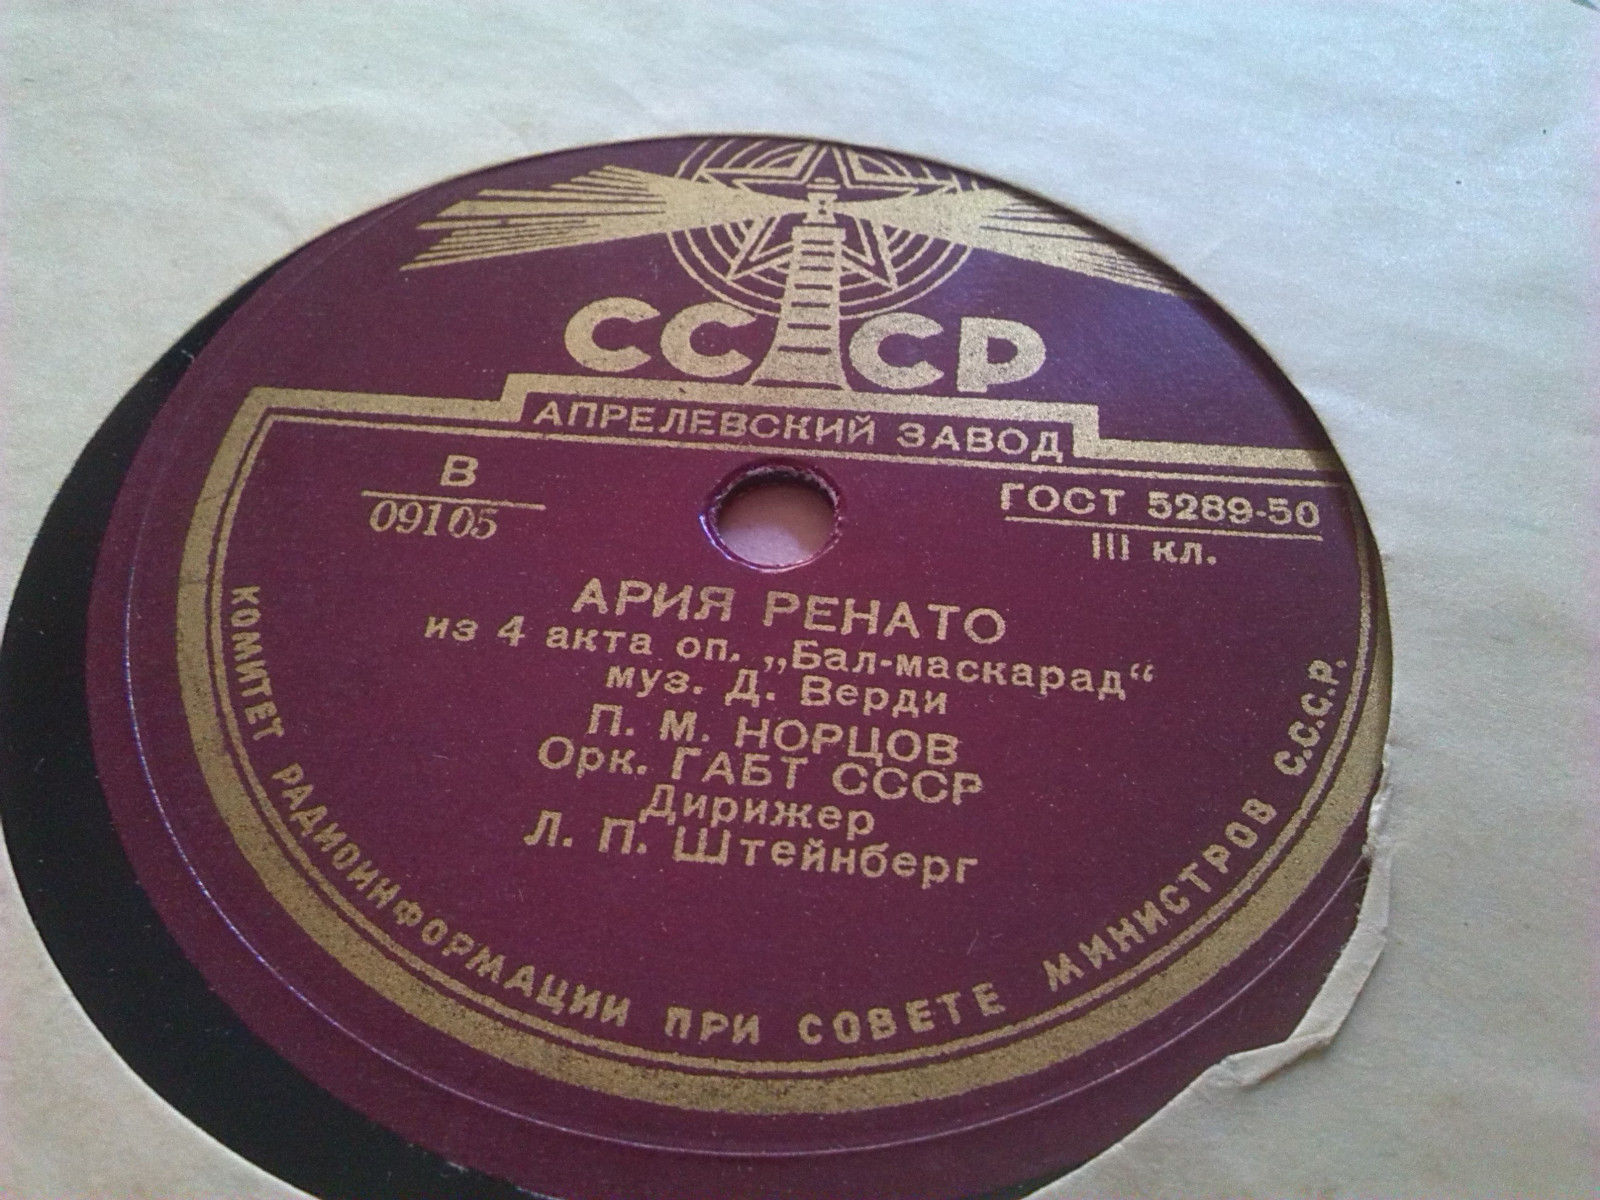 СССР
АПРЕЛЕВСКИЙ ЗАВОД
В
09105
ГОСТ 5289-50
III кл.
АРИЯ РЕНАТО
из 4 акта оп. „Бал-маскарад“
муз. Д. Верди
П. М. НОРЦОВ
Орк. ГАБТ СССР
Дирижер
Л. П. Штейнберг
КОМИТЕТ РАДИОИНФОРМАЦИИ ПРИ СОВЕТЕ МИНИСТРОВ С.С.С.Р.